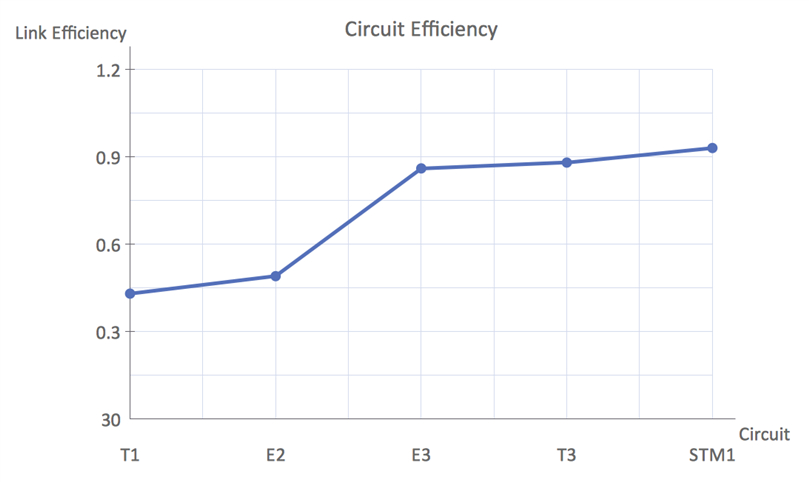 Circuit Efficiency
Link Efficiency
1.2
0.9
0.6
0.3
30
Circuit
T1 E2 E3 T3 STM1